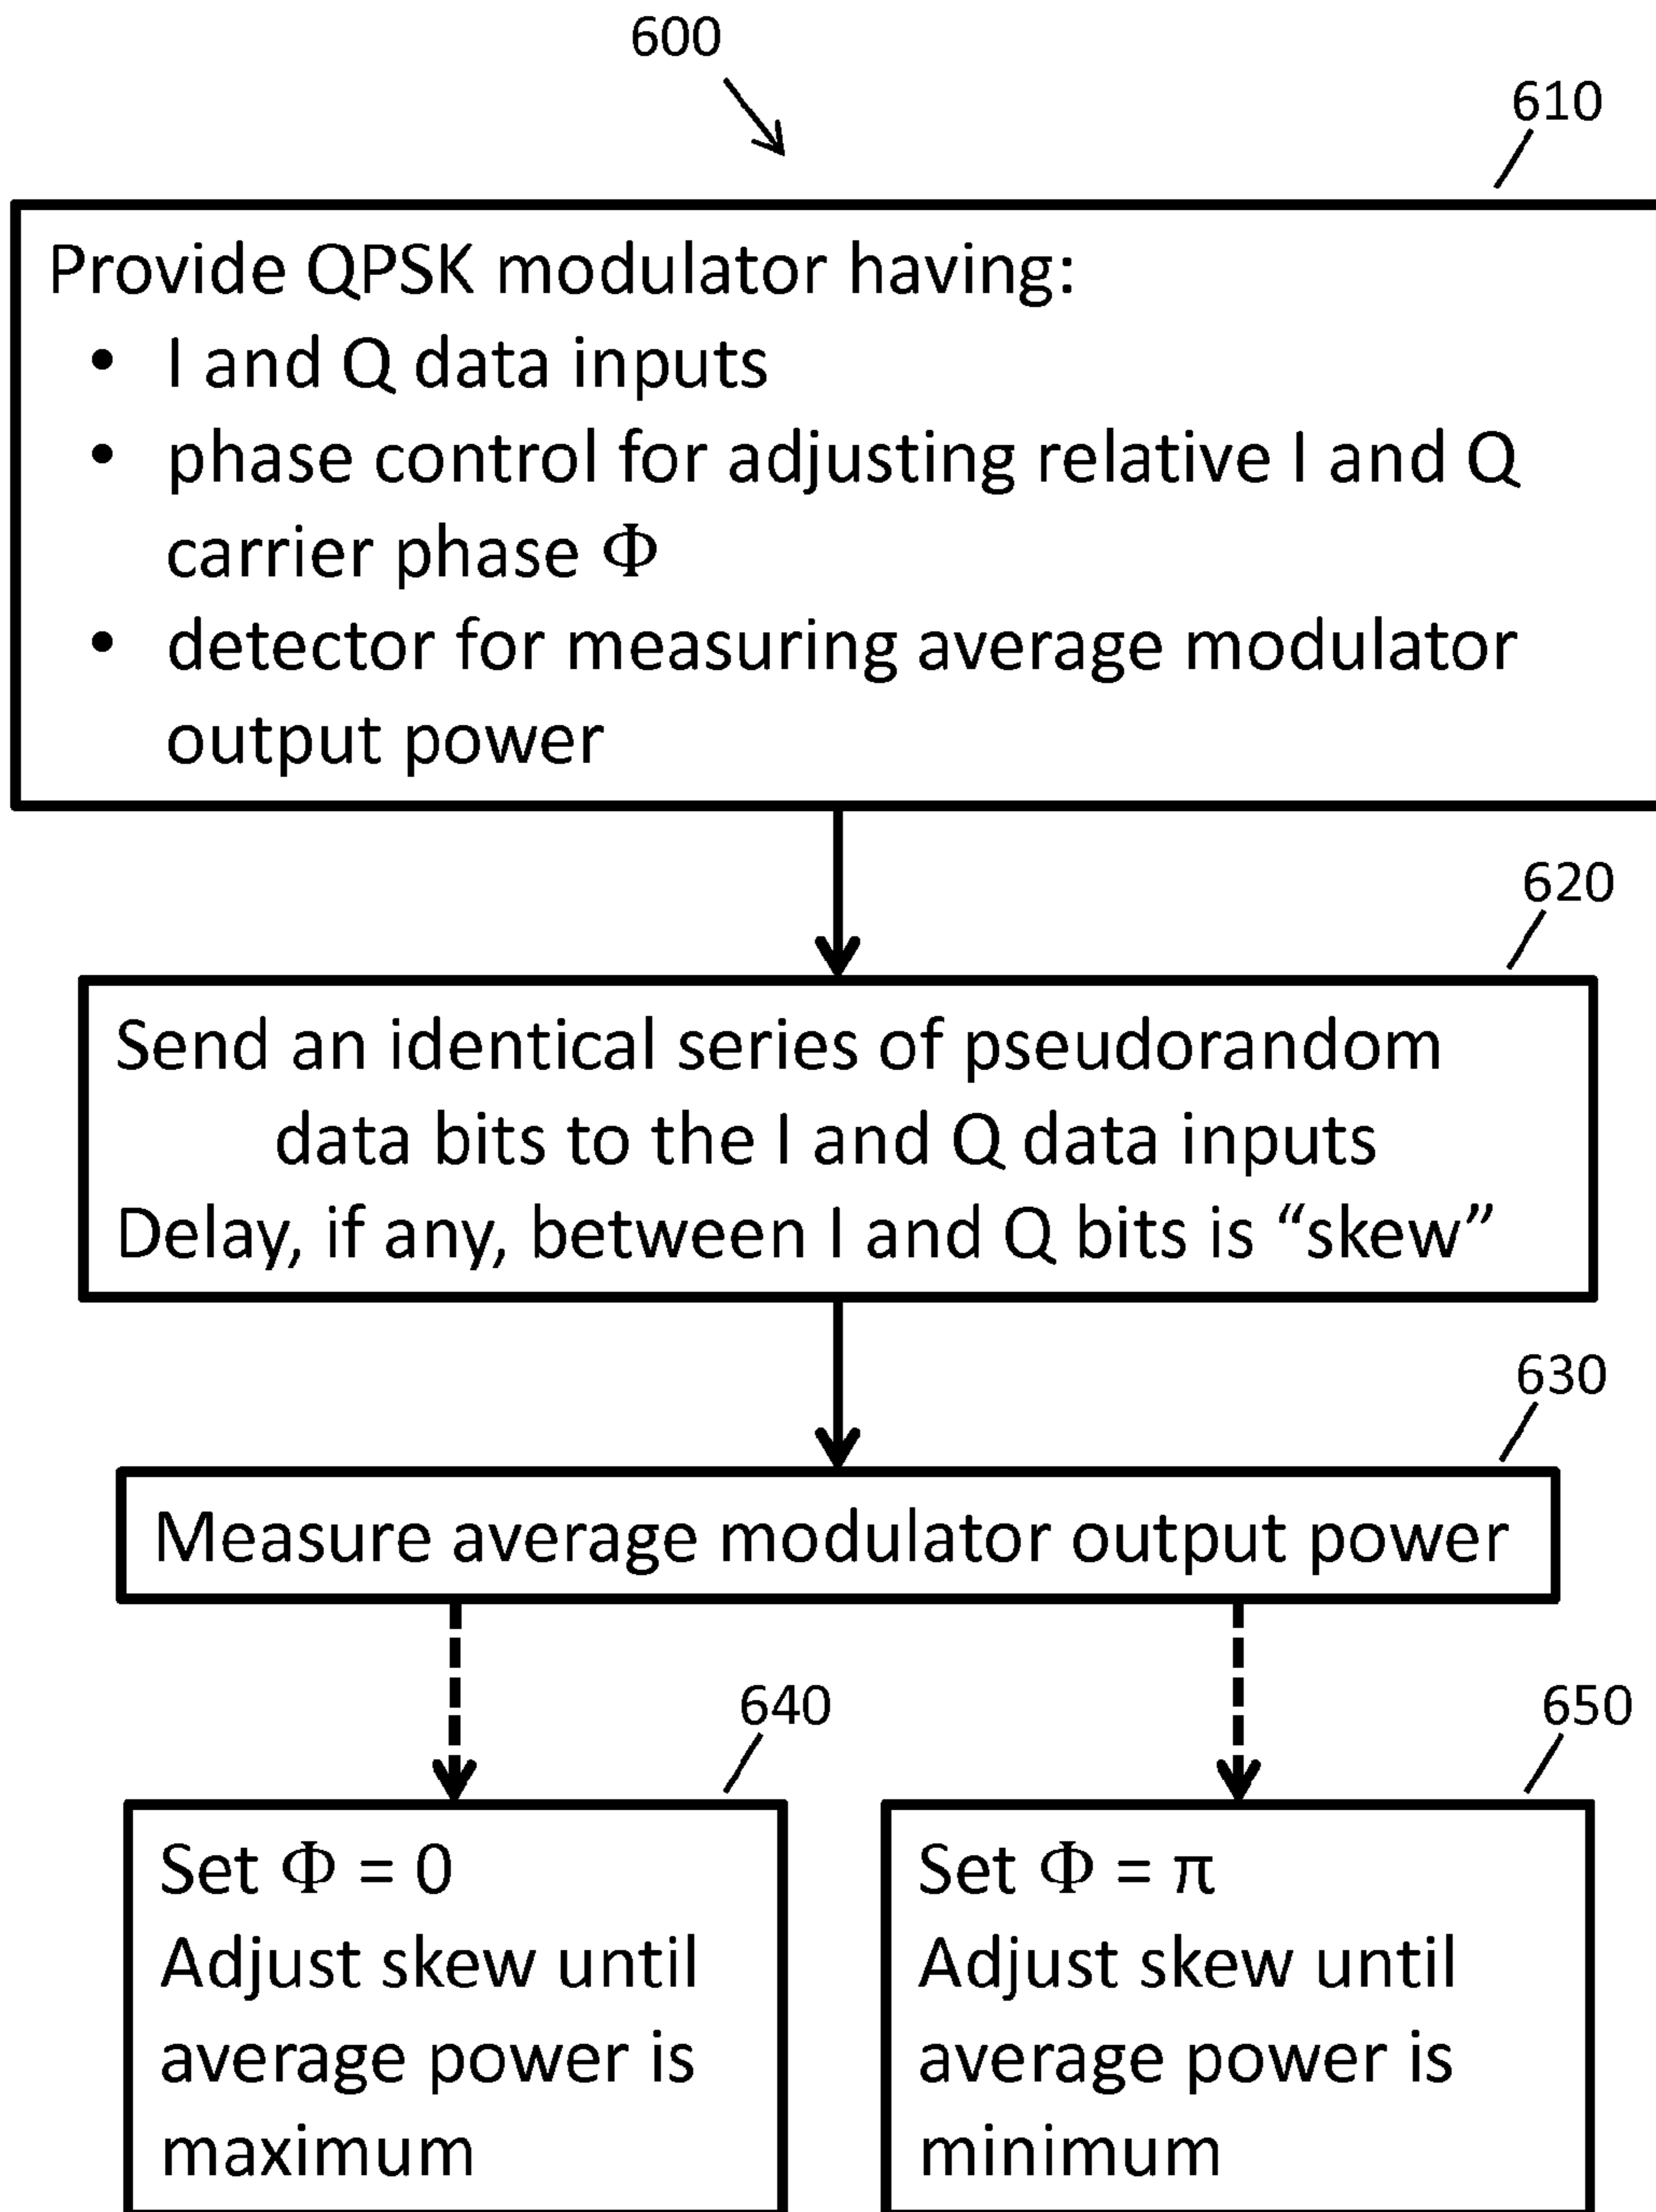 600
610
Provide QPSK modulator having:
• I and Q data inputs
• phase control for adjusting relative I and Q
carrier phase Φ
• detector for measuring average modulator
output power
620
Send an identical series of pseudorandom
data bits to the I and Q data inputs
Delay, if any, between I and Q bits is “skew”
630
Measure average modulator output power
640
Set Φ = 0
Adjust skew until
average power is
maximum
650
Set Φ = π
Adjust skew until
average power is
minimum